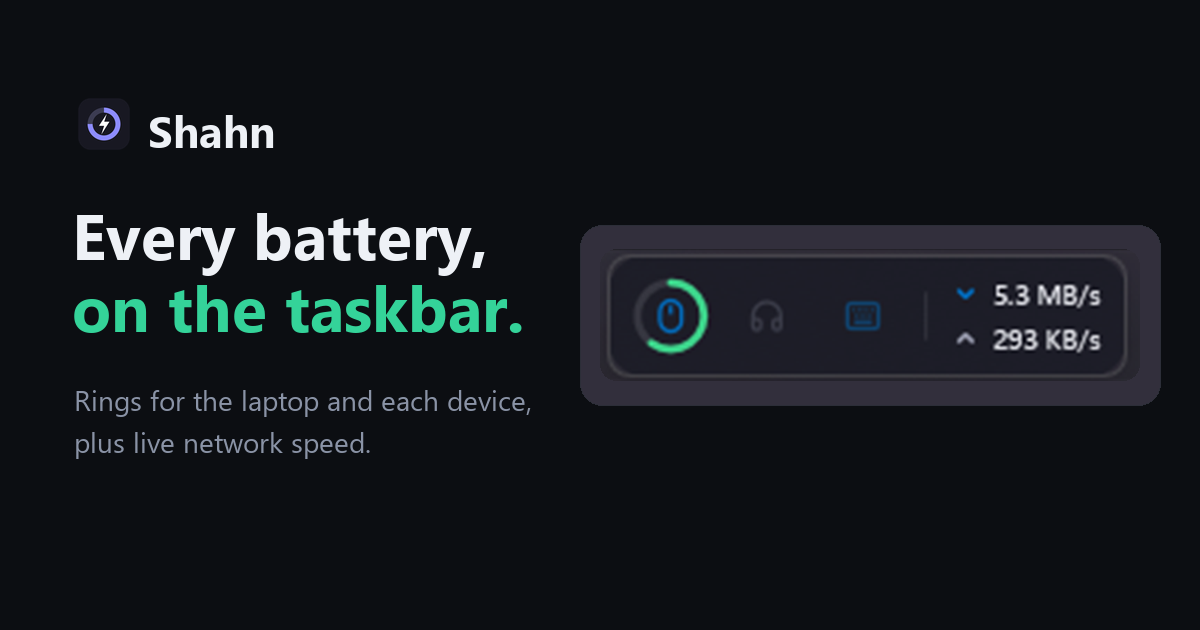 Shahn
Every battery,
on the taskbar.
Rings for the laptop and each device,
plus live network speed.
5.3 MB/s
293 KB/s